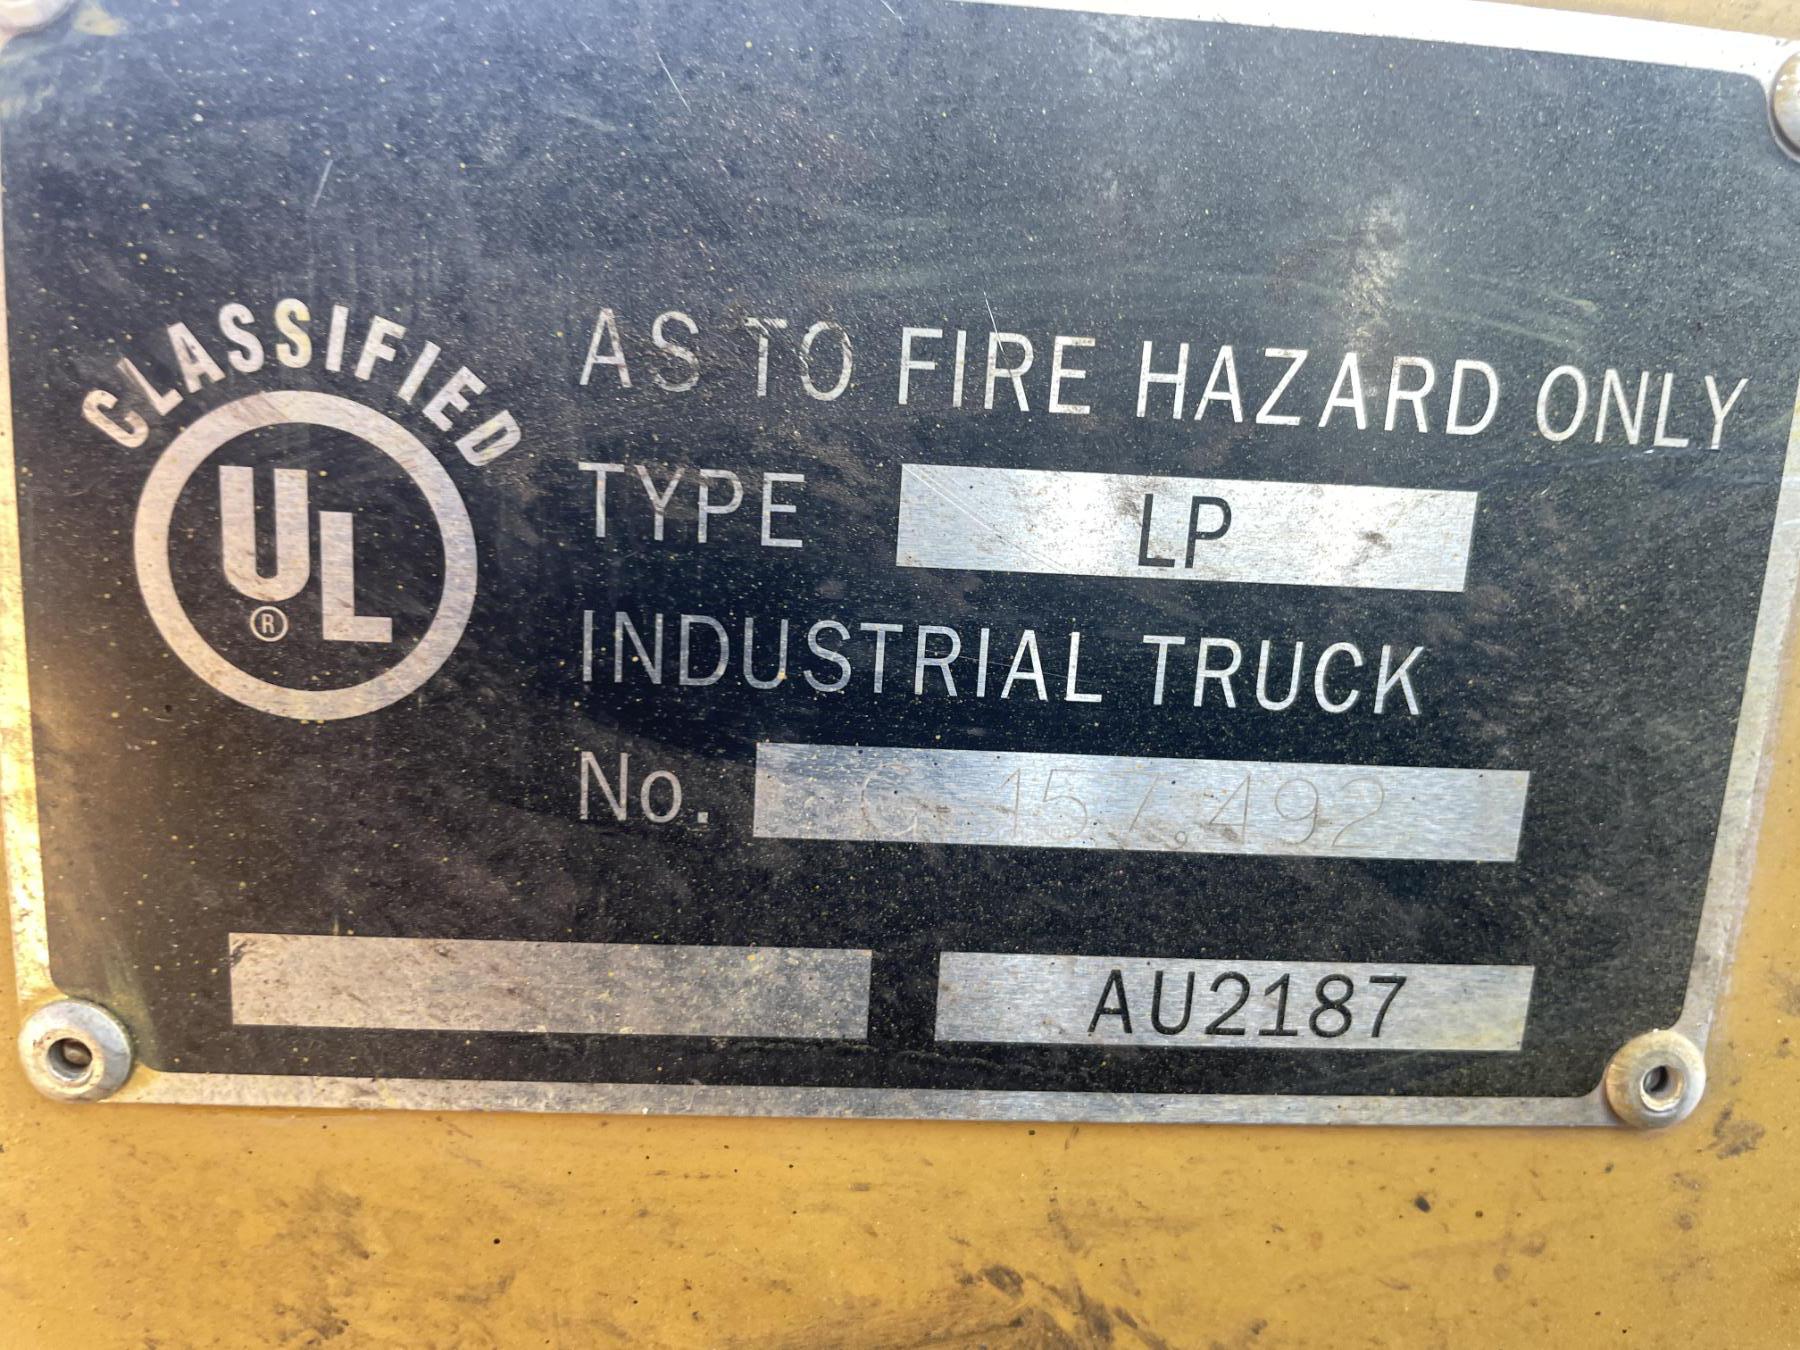 CLASSIFIED
UL
®
AS TO FIRE HAZARD ONLY
TYPE LP
INDUSTRIAL TRUCK
No. G-157,492
AU2187